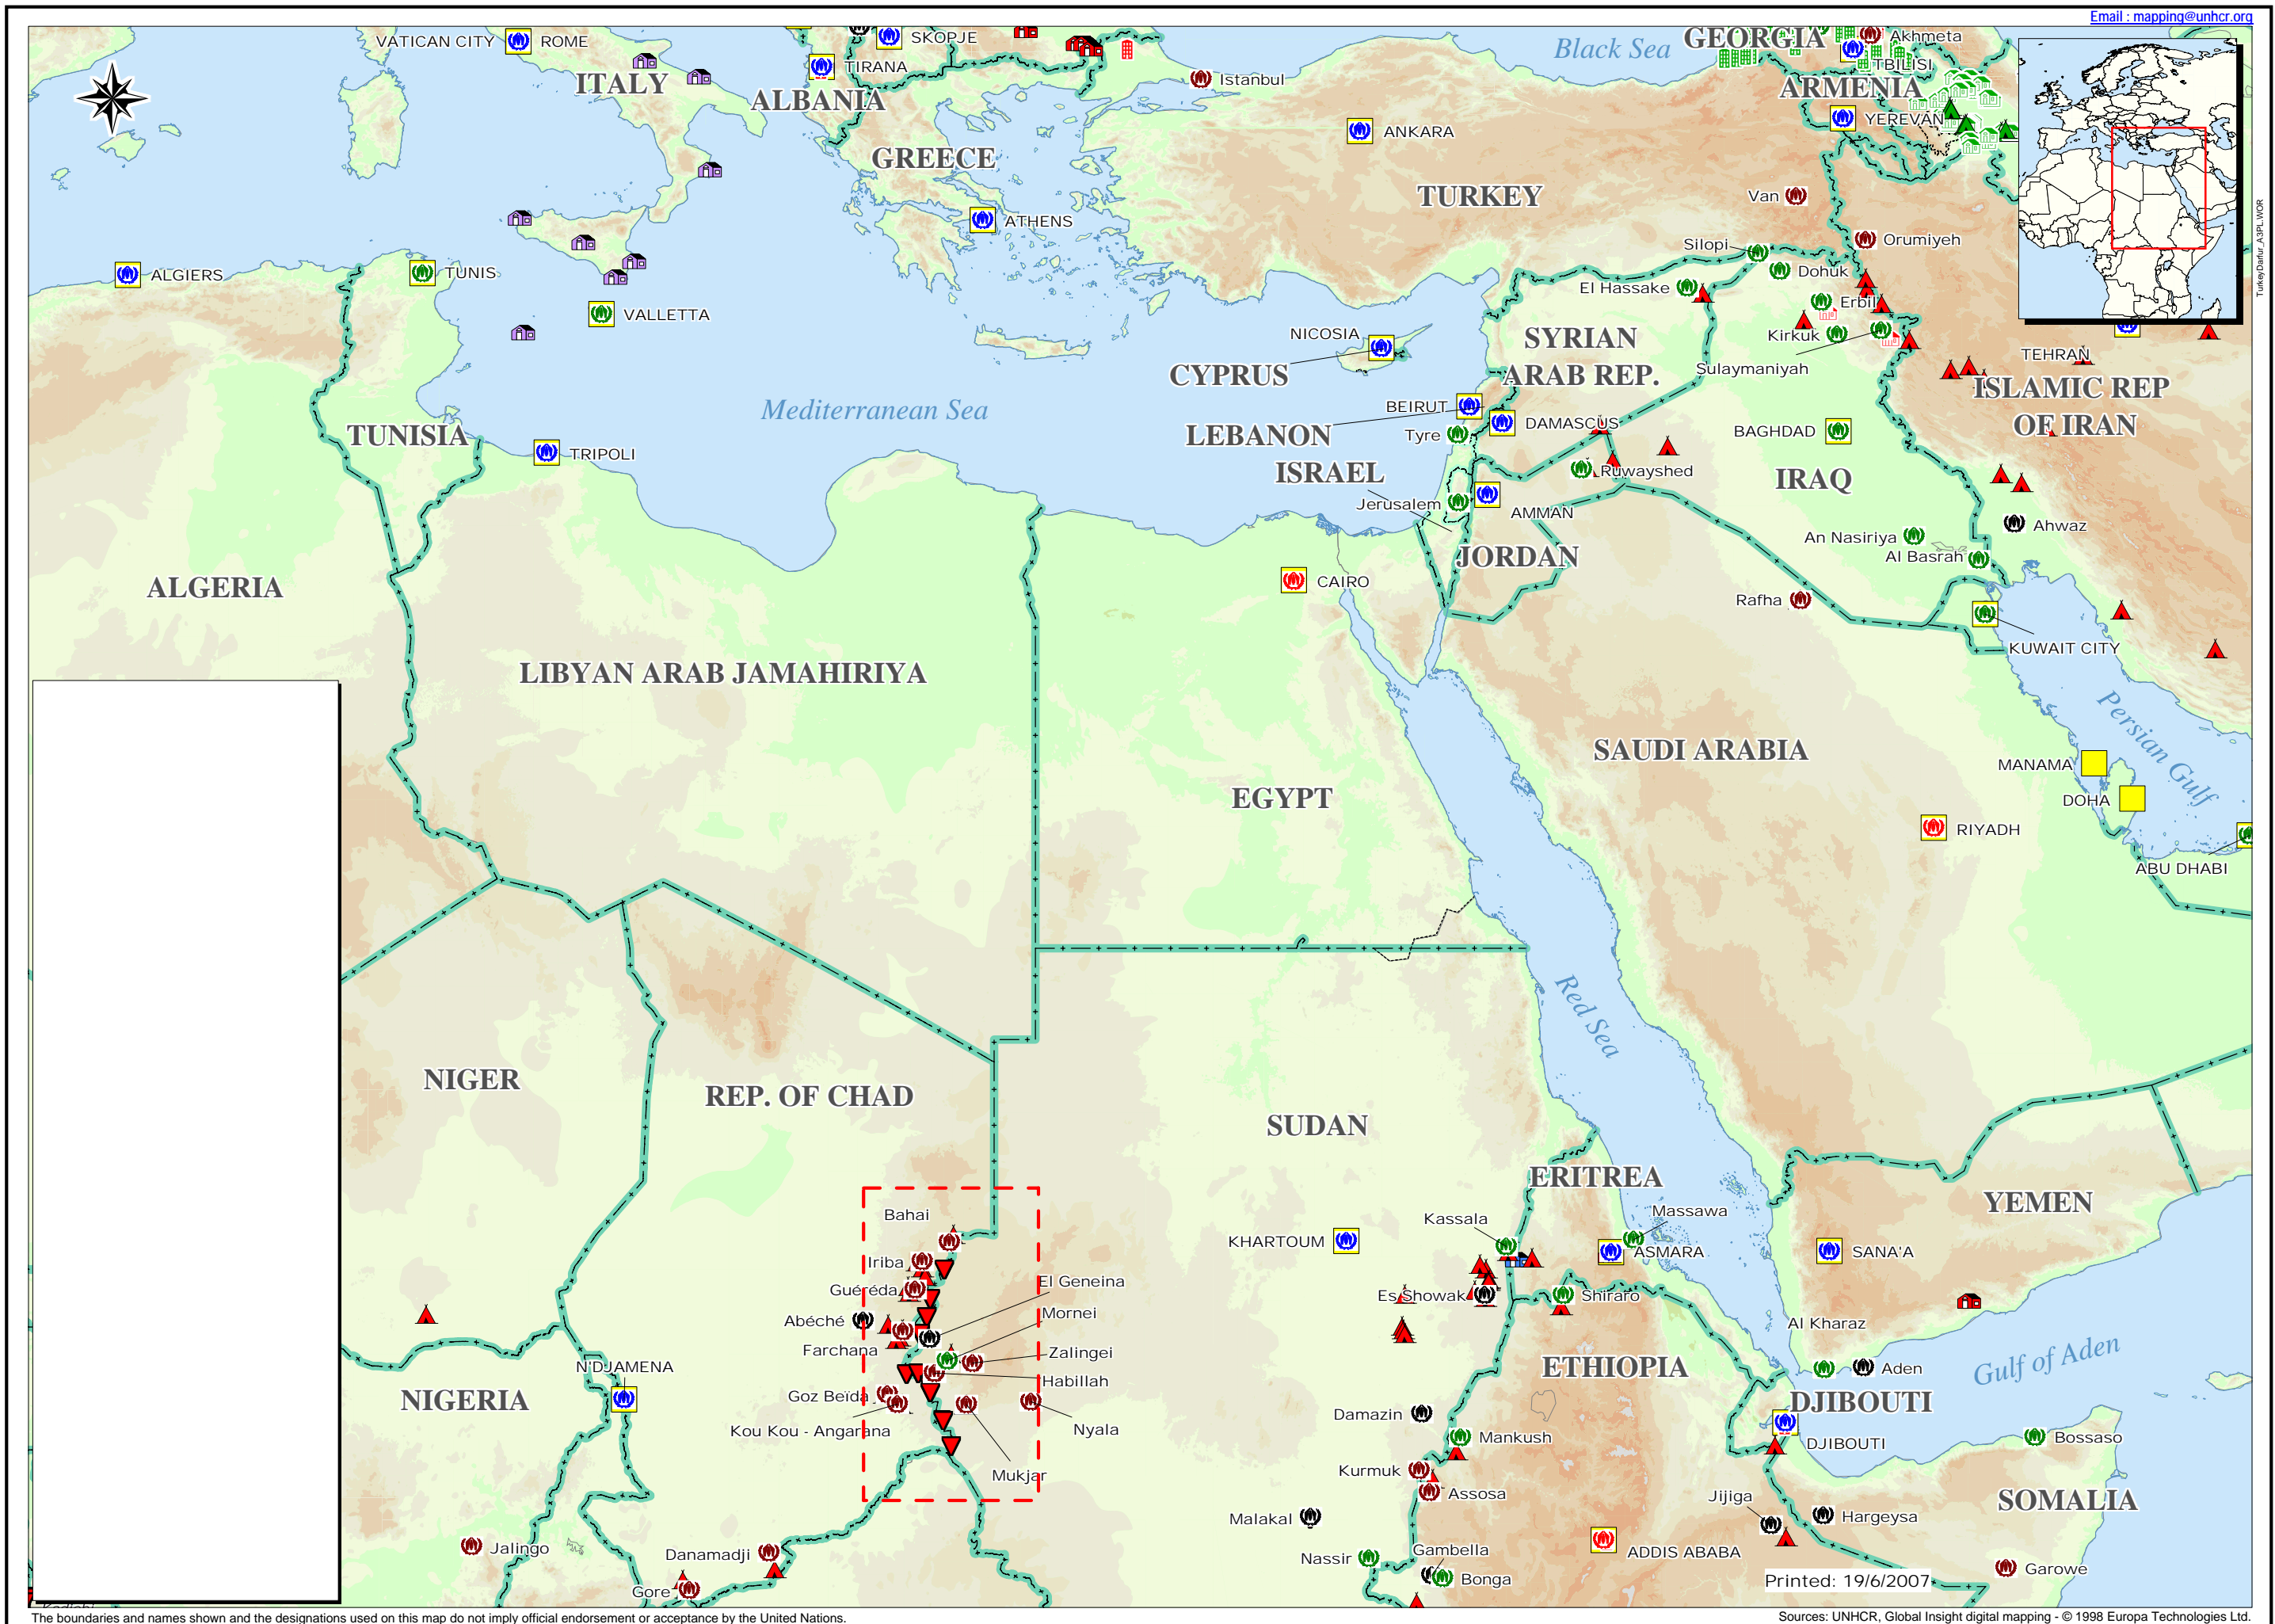 Email : mapping@unhcr.org
VATICAN CITY
ROME
SKOPJE
Black Sea
GEORGIA
Akhmeta
TIRANA
TBILISI
ITALY
Istanbul
ALBANIA
ARMENIA
ANKARA
YEREVAN
GREECE
TURKEY
Van
TurkeyDarfur_A3PL.WOR
ATHENS
Silopi
Orumiyeh
ALGIERS
TUNIS
Dohuk
El Hassake
Erbil
VALLETTA
NICOSIA
SYRIAN
ARAB REP.
Kirkuk
TEHRAN
CYPRUS
Sulaymaniyah
ISLAMIC REP
OF IRAN
Mediterranean Sea
BEIRUT
DAMASCUS
TUNISIA
LEBANON
Tyre
BAGHDAD
TRIPOLI
ISRAEL
Ruwayshed
IRAQ
Jerusalem
AMMAN
Ahwaz
An Nasiriya
Al Basrah
JORDAN
ALGERIA
CAIRO
Rafha
KUWAIT CITY
LIBYAN ARAB JAMAHIRIYA
Persian Gulf
SAUDI ARABIA
MANAMA
EGYPT
DOHA
RIYADH
ABU DHABI
Red Sea
NIGER
REP. OF CHAD
SUDAN
ERITREA
YEMEN
Bahai
Kassala
Massawa
KHARTOUM
ASMARA
SANA'A
Iriba
El Geneina
Guéréda
Es Showak
Shiraro
Mornei
Abéché
Al Kharaz
Farchana
Zalingei
N'DJAMENA
ETHIOPIA
Aden
Gulf of Aden
Habillah
Goz Beïda
NIGERIA
DJIBOUTI
Damazin
Kou Kou - Angarana
Nyala
Mankush
DJIBOUTI
Bossaso
Mukjar
Kurmuk
Assosa
Jijiga
SOMALIA
Malakal
Hargeysa
Jalingo
Danamadji
Nassir
Gambella
ADDIS ABABA
Garowe
Gore
Bonga
Printed: 19/6/2007
The boundaries and names shown and the designations used on this map do not imply official endorsement or acceptance by the United Nations.
Sources: UNHCR, Global Insight digital mapping - © 1998 Europa Technologies Ltd.